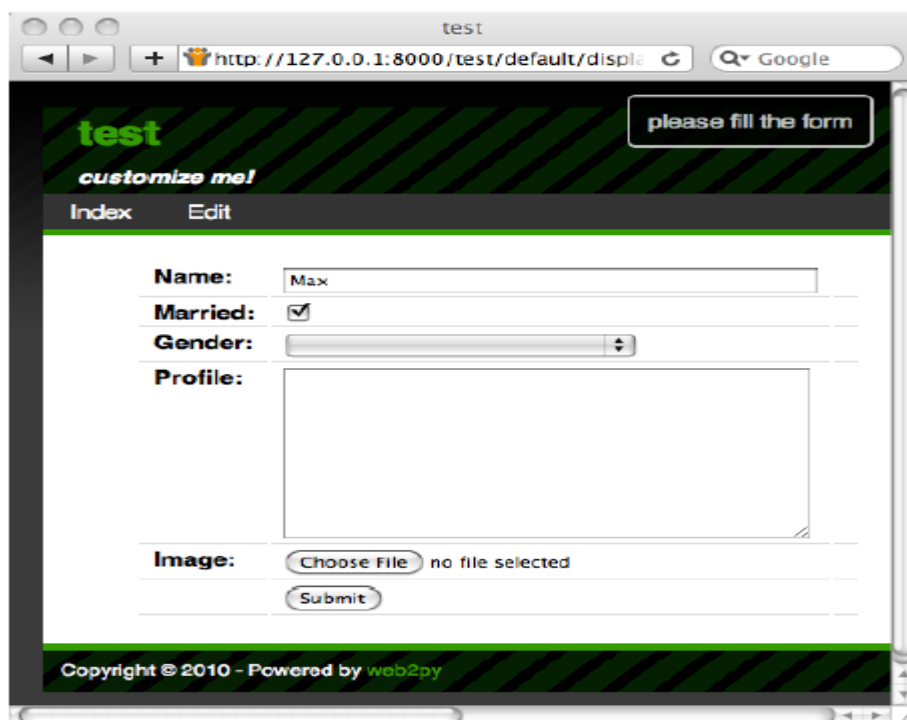 test
http://127.0.0.1:8000/test/default/displa
Google
please fill the form
test
customize me!
Index Edit
Name: Max
Married:
Gender:
Profile:
Image: Choose File no file selected
Submit
Copyright © 2010 - Powered by web2py